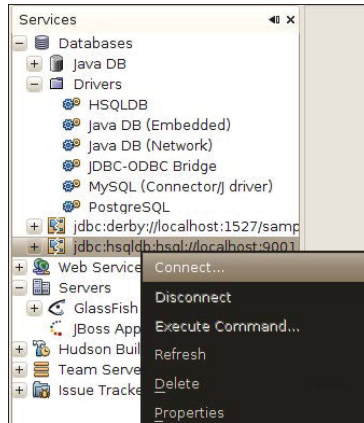 Services
Databases
Java DB
Drivers
HSQLDB
Java DB (Embedded)
Java DB (Network)
JDBC-ODBC Bridge
MySQL (Connector/J driver)
PostgreSQL
jdbc:derby://localhost:1527/samp
jdbc:hsqldb:hsql://localhost:9001
Web Service
Servers
GlassFish
JBoss App
Hudson Buil
Team Serve
Issue Tracke
Connect...
Disconnect
Execute Command...
Refresh
Delete
Properties